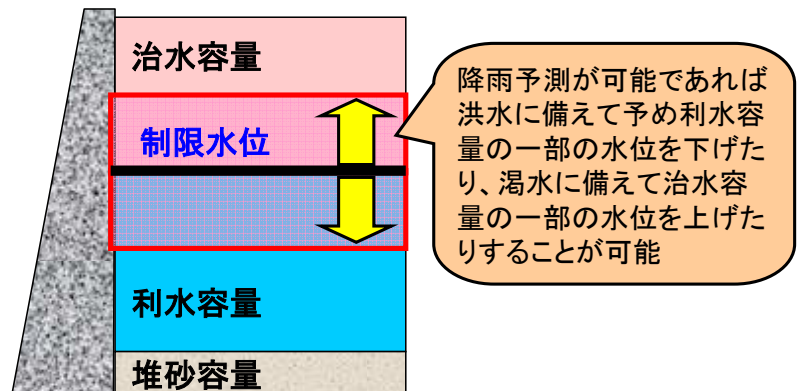 治水容量
制限水位
利水容量
堆砂容量
降雨予測が可能であれば
洪水に備えて予め利水容
量の一部の水位を下げた
り、渇水に備えて治水容
量の一部の水位を上げた
りすることが可能